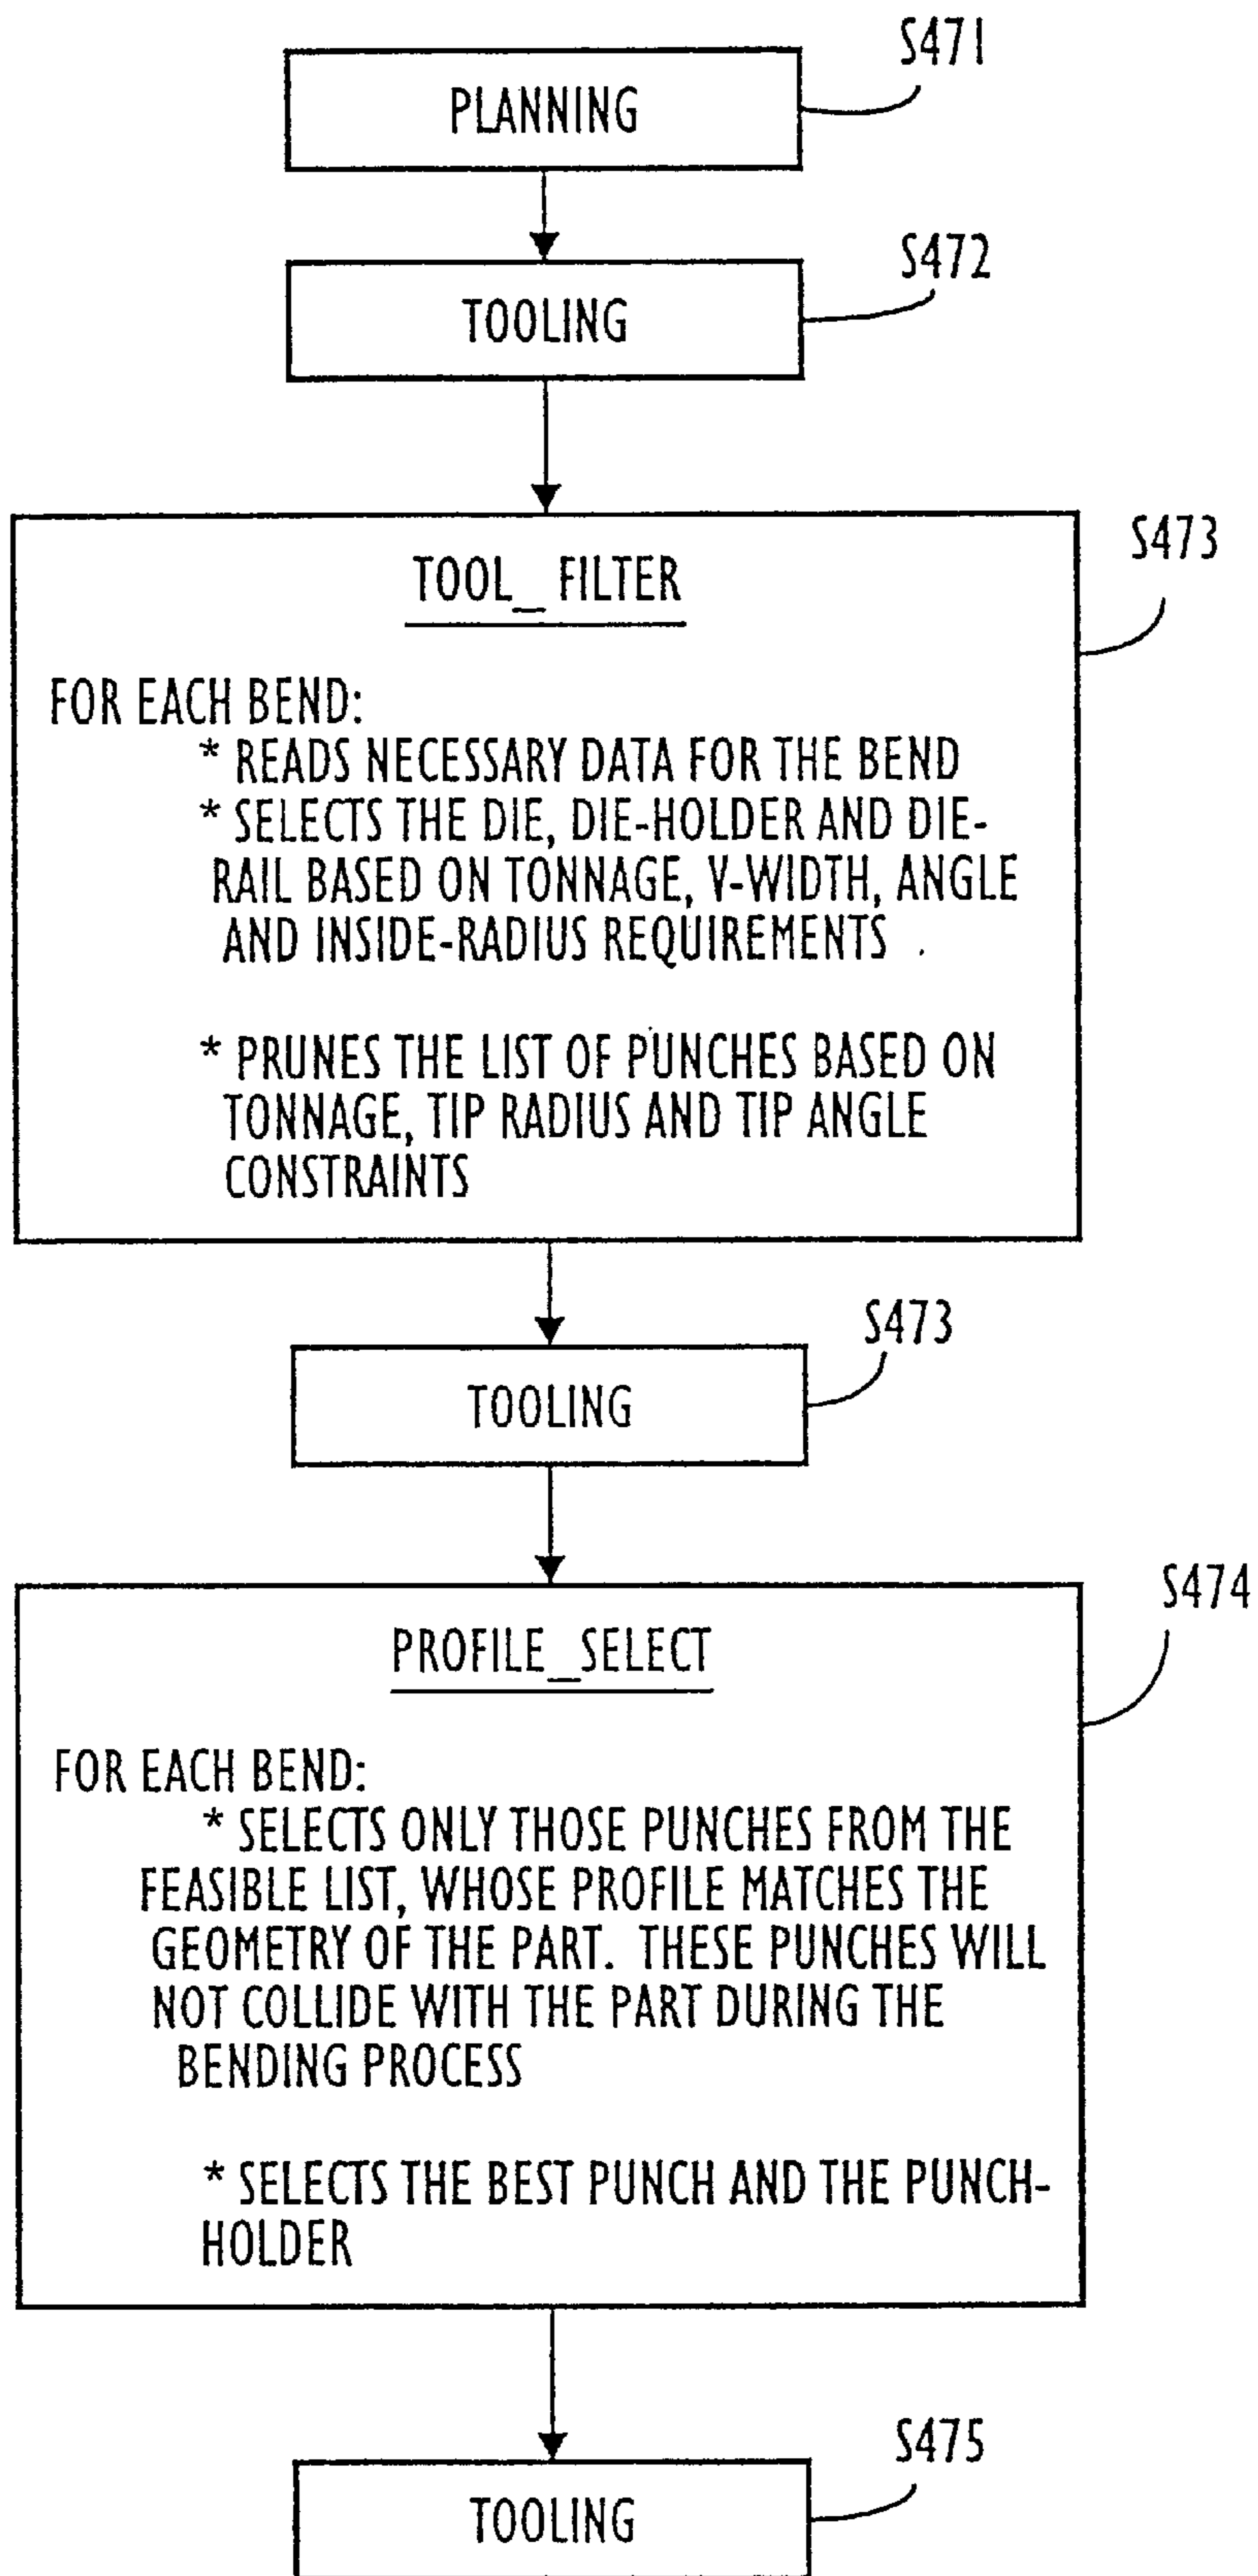 S471
PLANNING
S472
TOOLING
S473
TOOL_ FILTER
FOR EACH BEND:
* READS NECESSARY DATA FOR THE BEND
* SELECTS THE DIE, DIE-HOLDER AND DIE-
RAIL BASED ON TONNAGE, V-WIDTH, ANGLE
AND INSIDE-RADIUS REQUIREMENTS
* PRUNES THE LIST OF PUNCHES BASED ON
TONNAGE, TIP RADIUS AND TIP ANGLE
CONSTRAINTS
S473
TOOLING
S474
PROFILE_SELECT
FOR EACH BEND:
* SELECTS ONLY THOSE PUNCHES FROM THE
FEASIBLE LIST, WHOSE PROFILE MATCHES THE
GEOMETRY OF THE PART. THESE PUNCHES WILL
NOT COLLIDE WITH THE PART DURING THE
BENDING PROCESS
* SELECTS THE BEST PUNCH AND THE PUNCH-
HOLDER
S475
TOOLING